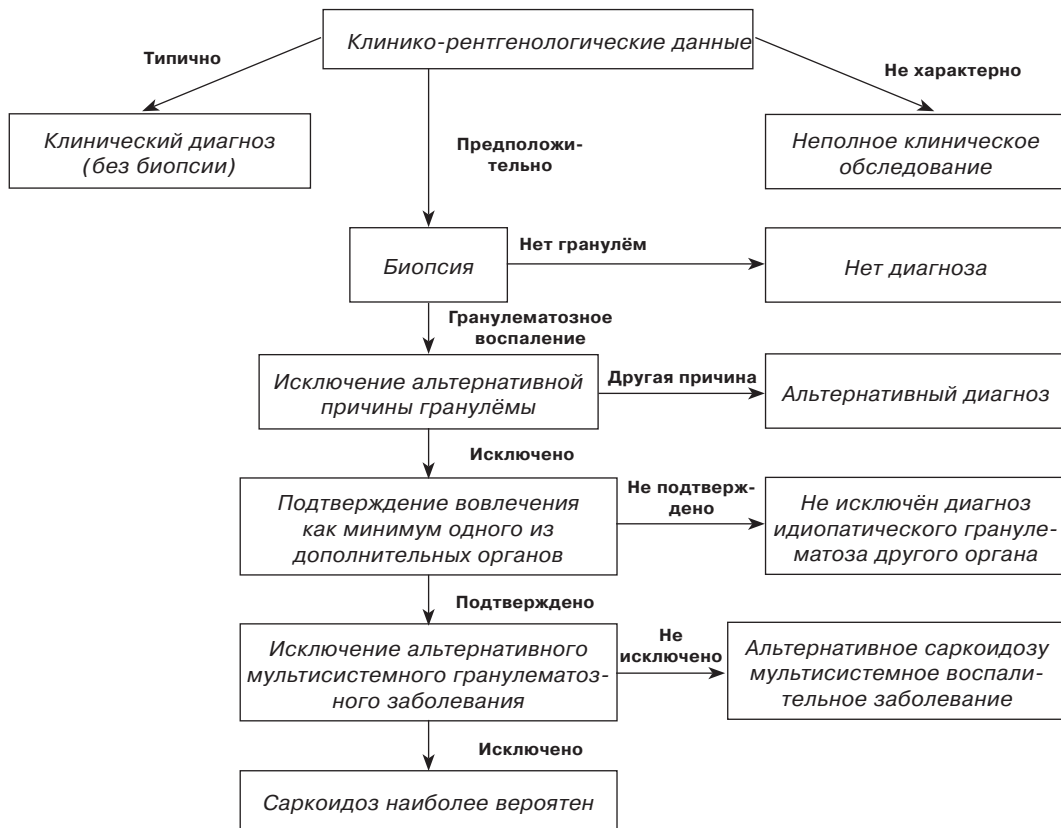 Клинико-рентгенологические данные
Типично
Не характерно
Клинический диагноз
(без биопсии)
Предположи-
тельно
Неполное клиническое
обследование
Биопсия
Нет гранулём
Нет диагноза
Гранулематозное
воспаление
Исключение альтернативной
причины гранулёмы
Другая причина
Альтернативный диагноз
Исключено
Подтверждение вовлечения
как минимум одного из
дополнительных органов
Не подтверж-
дено
Не исключён диагноз
идиопатического грануле-
матоза другого органа
Подтверждено
Исключение альтернативного
мультисистемного гранулематоз-
ного заболевания
Не
исключено
Альтернативное саркоидозу
мультисистемное воспали-
тельное заболевание
Исключено
Саркоидоз наиболее вероятен